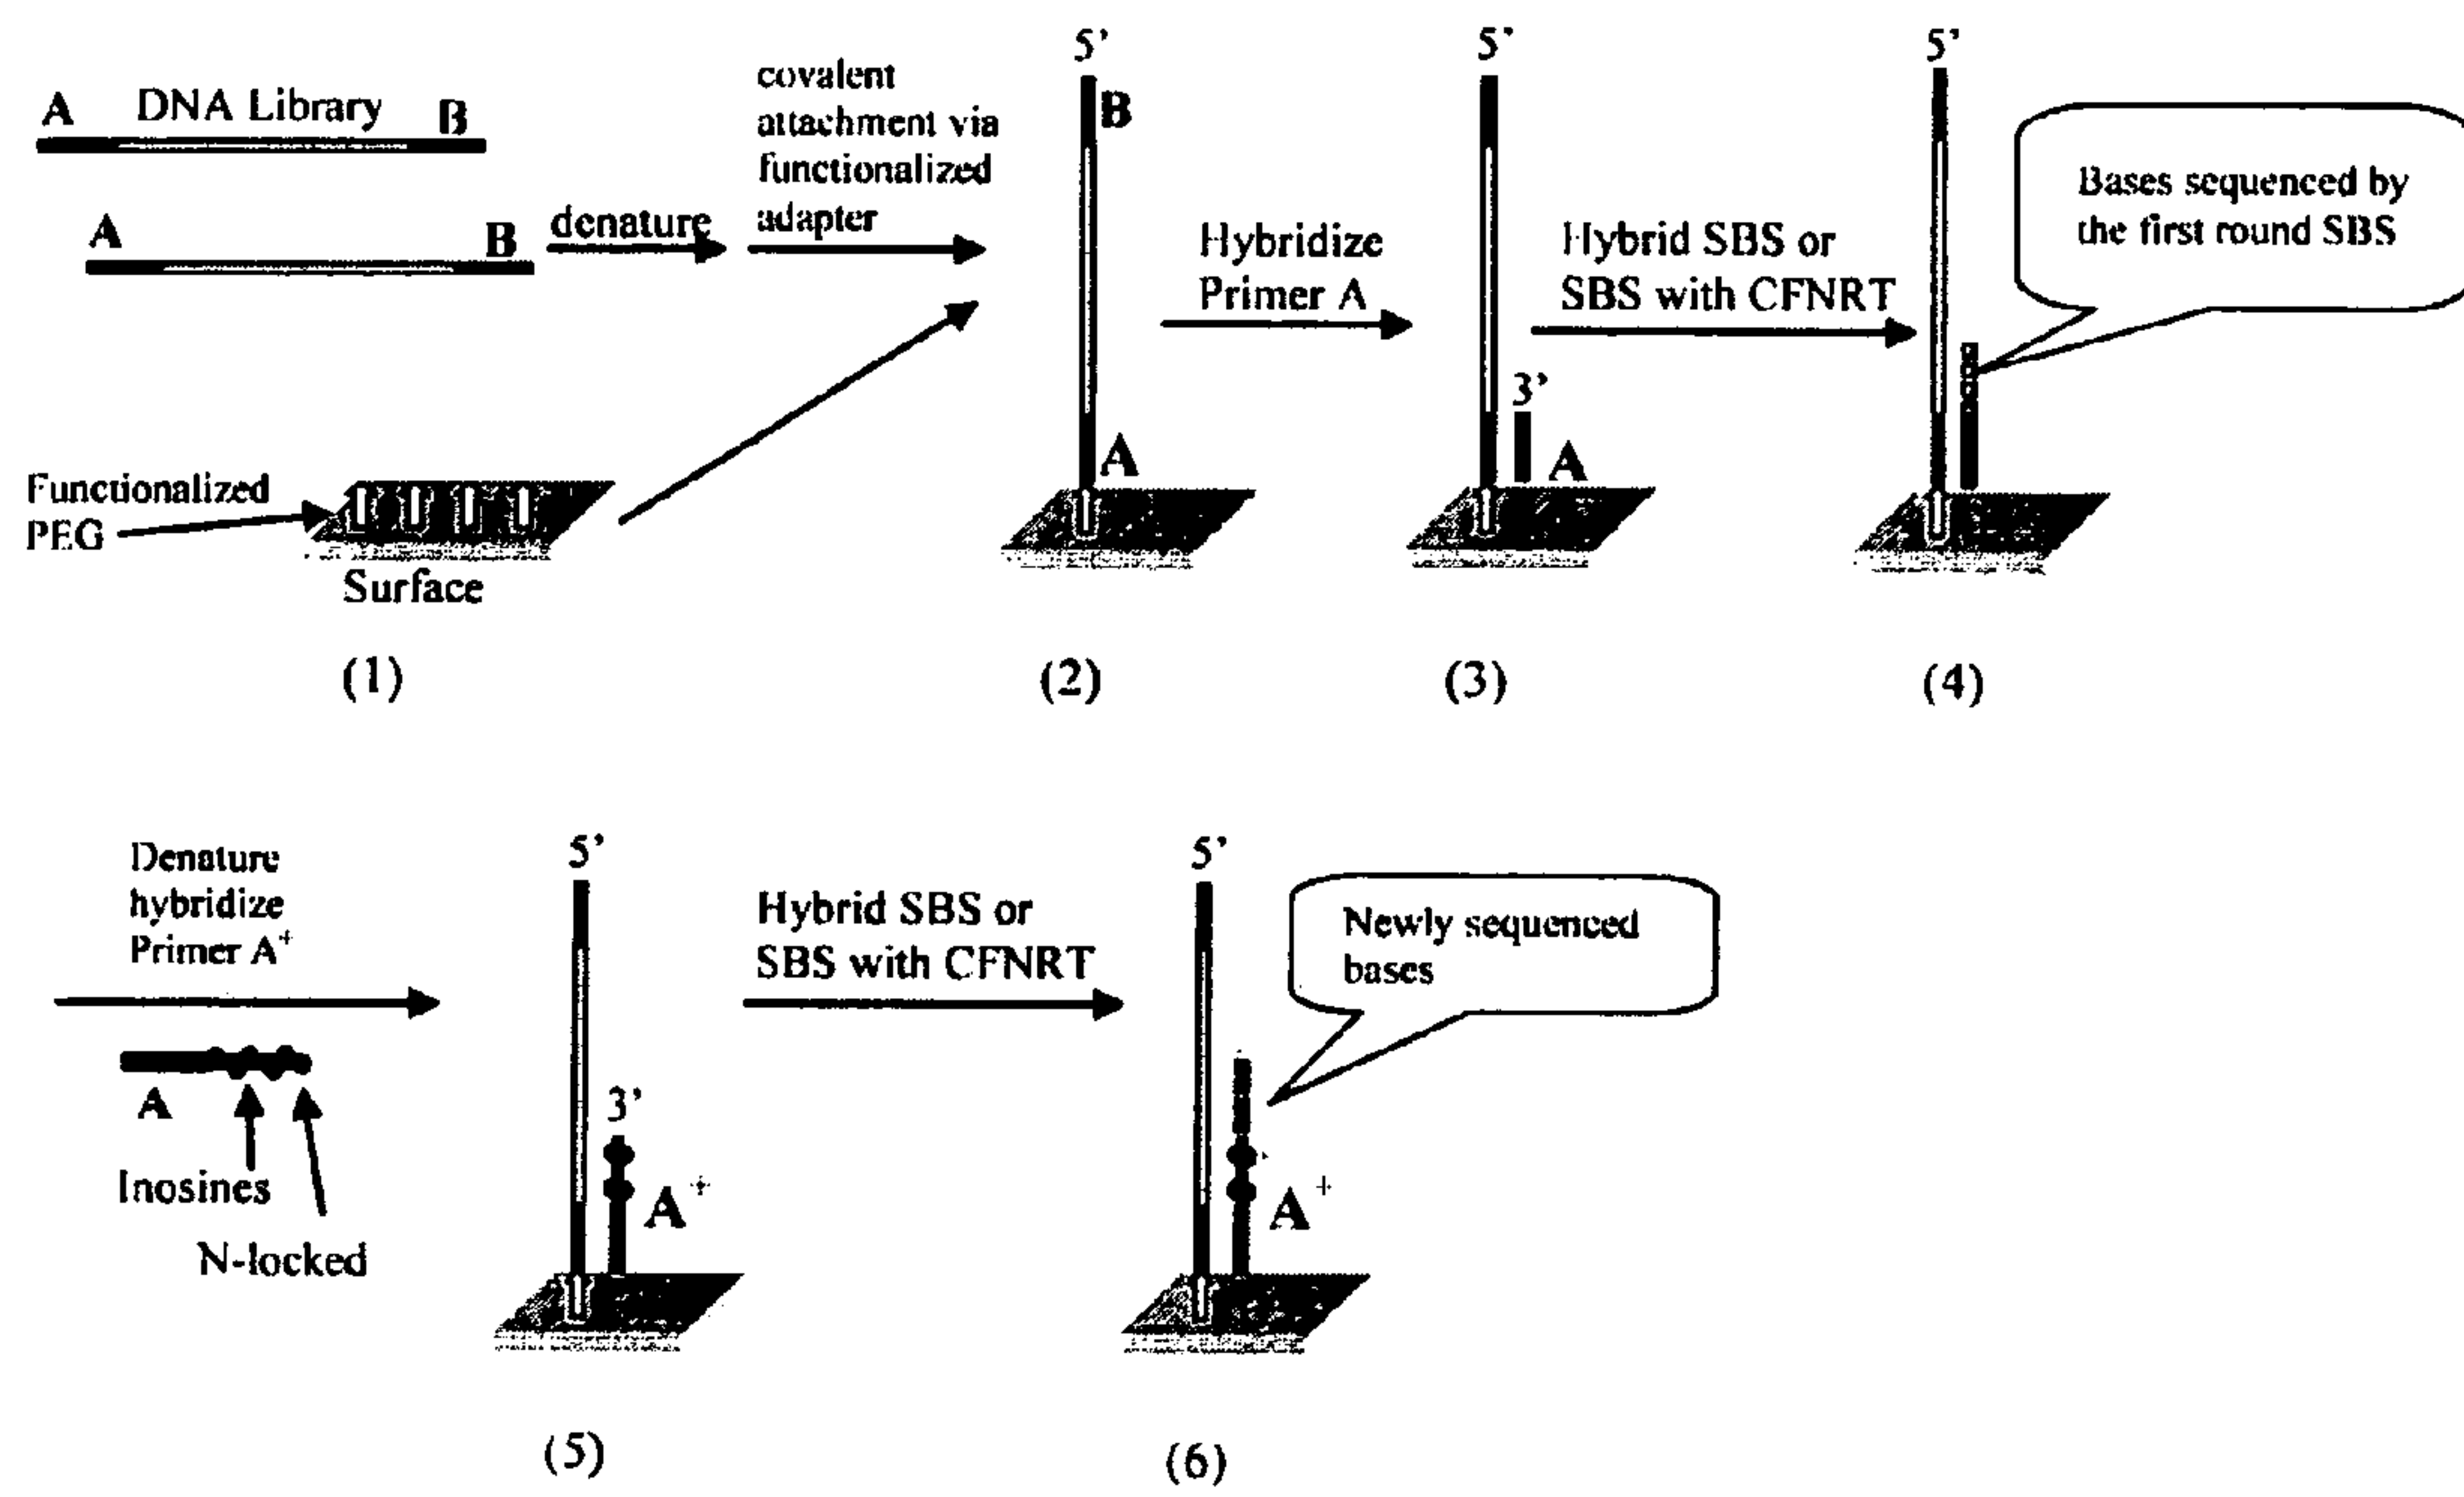 A DNA Library B
A B
denature
covalent
attachment via
functionalized
adapter
Functionalized
PEG
Surface
(1)
5'
B
A
(2)
Hybridize
Primer A
5'
3'
A
(3)
Hybrid SBS or
SBS with CFNRT
5'
Bases sequenced by
the first round SBS
(4)
Denature
hybridize
Primer A⁺
A
Inosines
N-locked
5'
3'
A⁺
(5)
Hybrid SBS or
SBS with CFNRT
5'
A⁺
Newly sequenced
bases
(6)